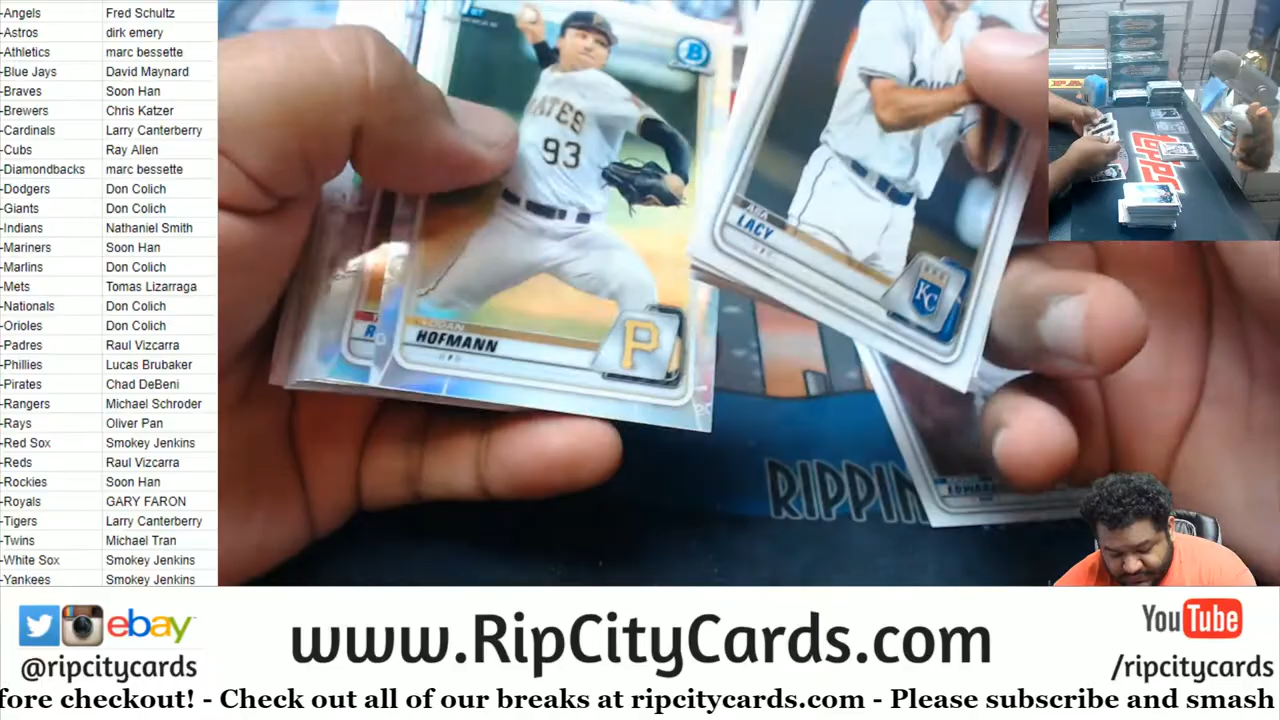 -Angels Fred Schultz
-Astros dirk emery
-Athletics marc bessette
-Blue Jays David Maynard
-Braves Soon Han
-Brewers Chris Katzer
-Cardinals Larry Canterberry
-Cubs Ray Allen
-Diamondbacks marc bessette
-Dodgers Don Colich
-Giants Don Colich
-Indians Nathaniel Smith
-Mariners Soon Han
-Marlins Don Colich
-Mets Tomas Lizarraga
-Nationals Don Colich
-Orioles Don Colich
-Padres Raul Vizcarra
-Phillies Lucas Brubaker
-Pirates Chad DeBeni
-Rangers Michael Schroder
-Rays Oliver Pan
-Red Sox Smokey Jenkins
-Reds Raul Vizcarra
-Rockies Soon Han
-Royals GARY FARON
-Tigers Larry Canterberry
-Twins Michael Tran
-White Sox Smokey Jenkins
-Yankees Smokey Jenkins
B
ATES
93
HOFMANN
P
ASA
LACY
KC
RIPPIN
topps
ebay
@ripcitycards
www.RipCityCards.com
YouTube
/ripcitycards
fore checkout! - Check out all of our breaks at ripcitycards.com - Please subscribe and smash